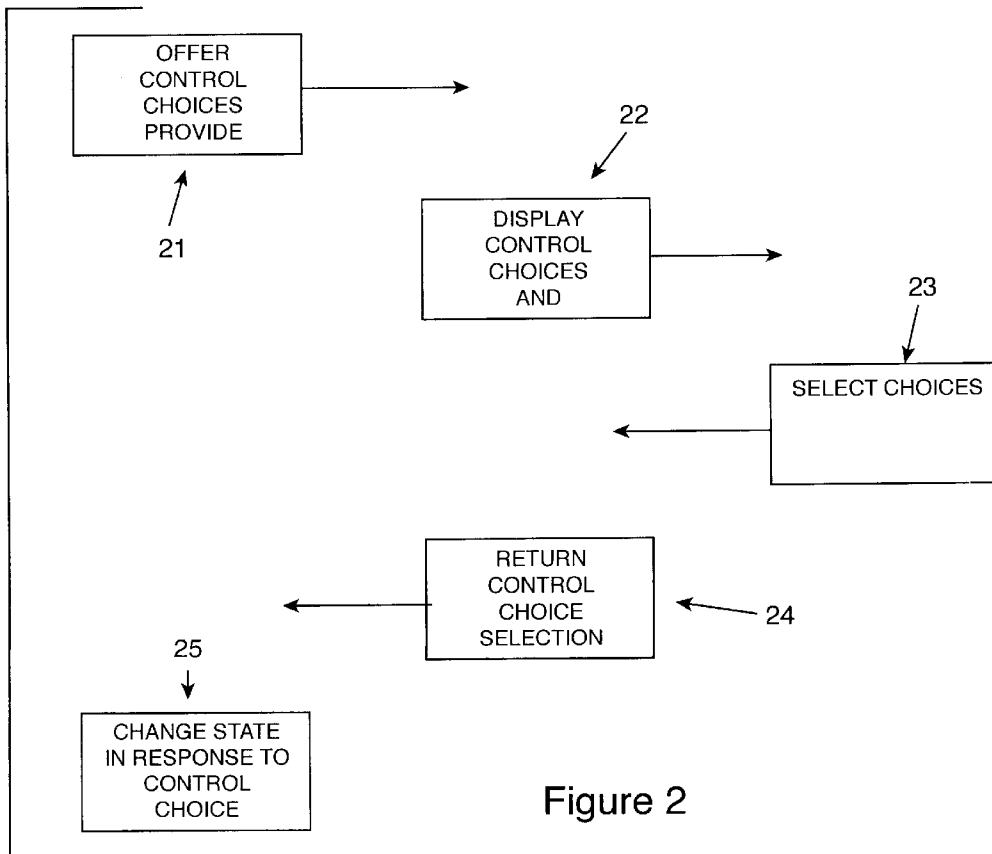 OFFER
CONTROL
CHOICES
PROVIDE
21
22
DISPLAY
CONTROL
CHOICES
AND
23
SELECT CHOICES
RETURN
CONTROL
CHOICE
SELECTION
24
25
CHANGE STATE
IN RESPONSE TO
CONTROL
CHOICE
Figure 2